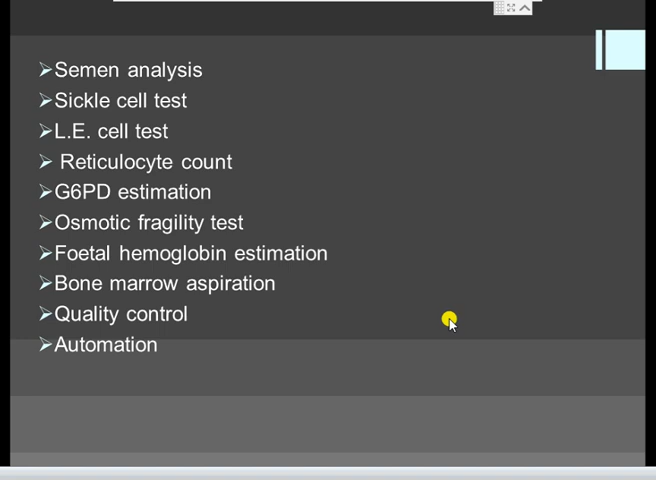 ➢Semen analysis
➢Sickle cell test
➢L.E. cell test
➢ Reticulocyte count
➢G6PD estimation
➢Osmotic fragility test
➢Foetal hemoglobin estimation
➢Bone marrow aspiration
➢Quality control
➢Automation